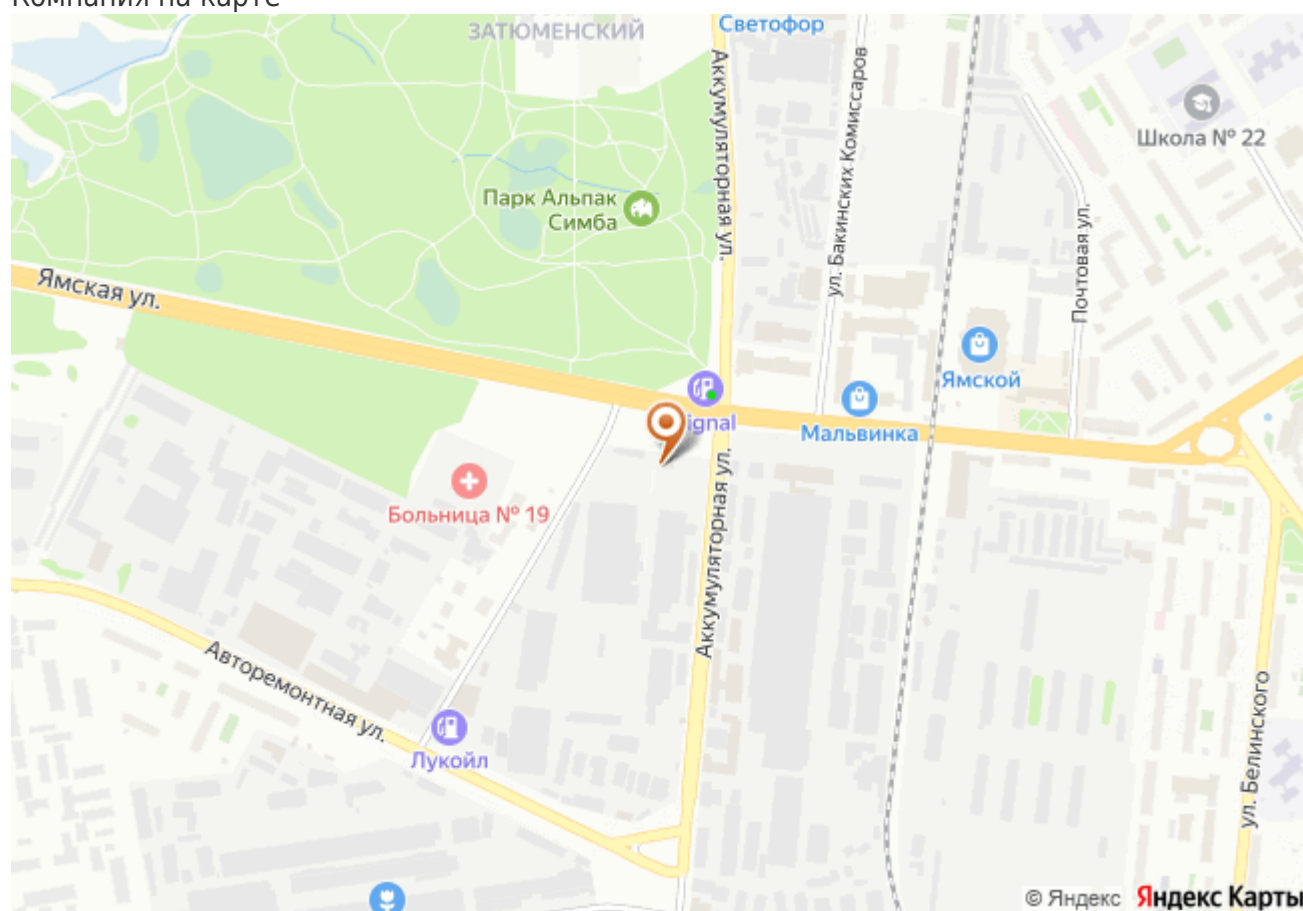 Компания на карте
ЗАТЮМЕНСКИЙ
Светофор
Аккумуляторная ул.
ул. Бакинских Комиссаров
Школа № 22
Парк Альпак
Симба
Почтовая ул.
Ямская ул.
Ямской
ignal
Мальвинка
Больница № 19
Аккумуляторная ул.
Авторемонтная ул.
Лукойл
ул. Белинского
© Яндекс Яндекс Карты